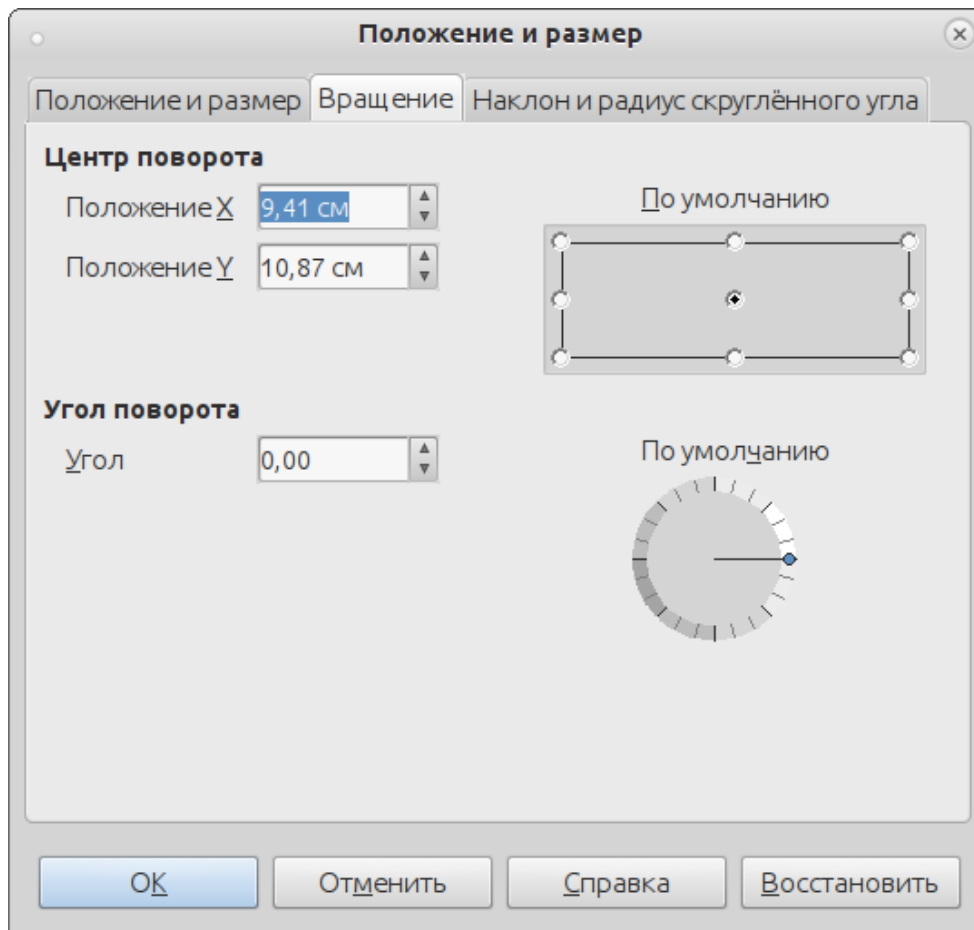 Положение и размер
Положение и размер Вращение Наклон и радиус скруглённого угла
Центр поворота
Положение X 9,41 см
По умолчанию
Положение Y 10,87 см
Угол поворота
Угол 0,00
По умолчанию
OK Отменить Справка Восстановить